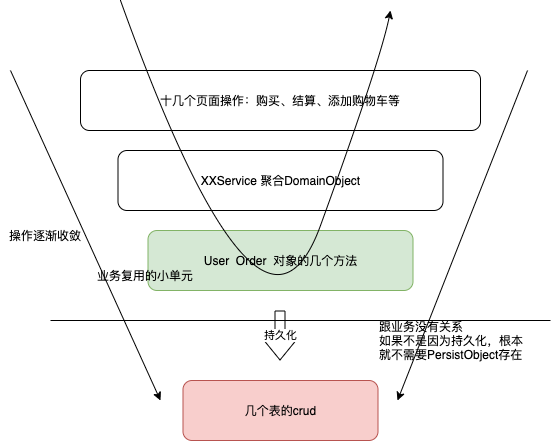 十几个页面操作：购买、结算、添加购物车等
XXService 聚合DomainObject
操作逐渐收敛
User Order 对象的几个方法
业务复用的小单元
持久化
跟业务没有关系
如果不是因为持久化，根本
就不需要PersistObject存在
几个表的crud